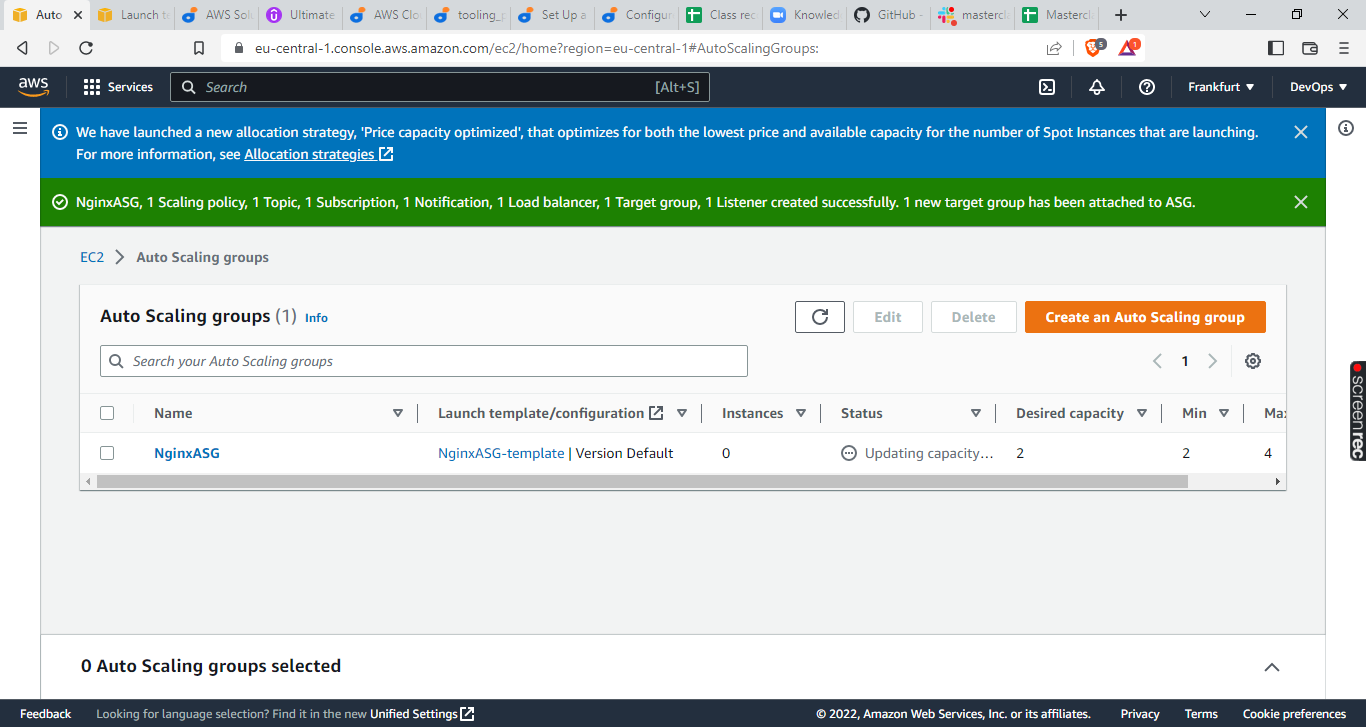 Auto
Launch te
AWS Solu
Ultimate
AWS Clo
tooling_p
Set Up a
Configur
Class rec
Knowled
GitHub -
mastercla
Mastercla
eu-central-1.console.aws.amazon.com/ec2/home?region=eu-central-1#AutoScalingGroups:
5
1
aws
Services
Search
[Alt+S]
Frankfurt
DevOps
We have launched a new allocation strategy, 'Price capacity optimized', that optimizes for both the lowest price and available capacity for the number of Spot Instances that are launching.
For more information, see Allocation strategies
NginxASG, 1 Scaling policy, 1 Topic, 1 Subscription, 1 Notification, 1 Load balancer, 1 Target group, 1 Listener created successfully. 1 new target group has been attached to ASG.
EC2 > Auto Scaling groups
Auto Scaling groups (1) Info
Edit
Delete
Create an Auto Scaling group
Search your Auto Scaling groups
1
Name
Launch template/configuration
Instances
Status
Desired capacity
Min
Max
NginxASG
NginxASG-template | Version Default
0
Updating capacity...
2
2
4
screenrec
0 Auto Scaling groups selected
Feedback
Looking for language selection? Find it in the new Unified Settings
© 2022, Amazon Web Services, Inc. or its affiliates.
Privacy
Terms
Cookie preferences